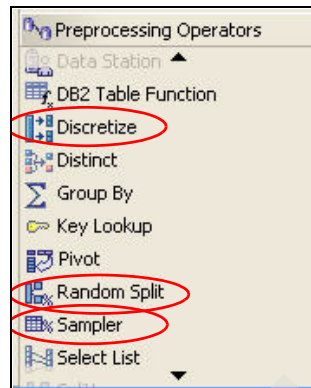 Preprocessing Operators
Data Station
DB2 Table Function
Discretize
Distinct
Group By
Key Lookup
Pivot
Random Split
Sampler
Select List